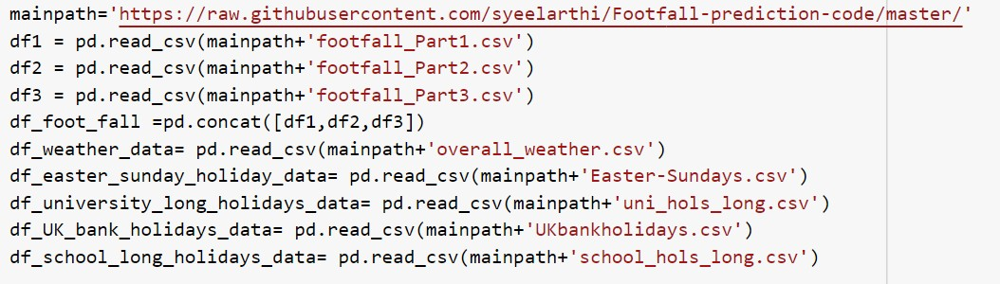 mainpath='https://raw.githubusercontent.com/syeelarthi/Footfall-prediction-code/master/'
df1 = pd.read_csv(mainpath+'footfall_Part1.csv')
df2 = pd.read_csv(mainpath+'footfall_Part2.csv')
df3 = pd.read_csv(mainpath+'footfall_Part3.csv')
df_foot_fall =pd.concat([df1,df2,df3])
df_weather_data= pd.read_csv(mainpath+'overall_weather.csv')
df_easter_sunday_holiday_data= pd.read_csv(mainpath+'Easter-Sundays.csv')
df_university_long_holidays_data= pd.read_csv(mainpath+'uni_hols_long.csv')
df_UK_bank_holidays_data= pd.read_csv(mainpath+'UKbankholidays.csv')
df_school_long_holidays_data= pd.read_csv(mainpath+'school_hols_long.csv')